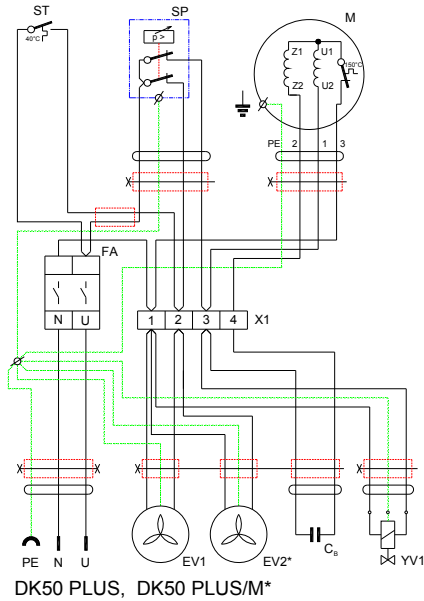 ST
SP
M
40°C
p >
Z1
U1
150°C
Z2
U2
PE
2
1
3
FA
N
U
1
2
3
4
X1
PE
N
U
EV1
EV2*
CB
YV1
DK50 PLUS, DK50 PLUS/M*